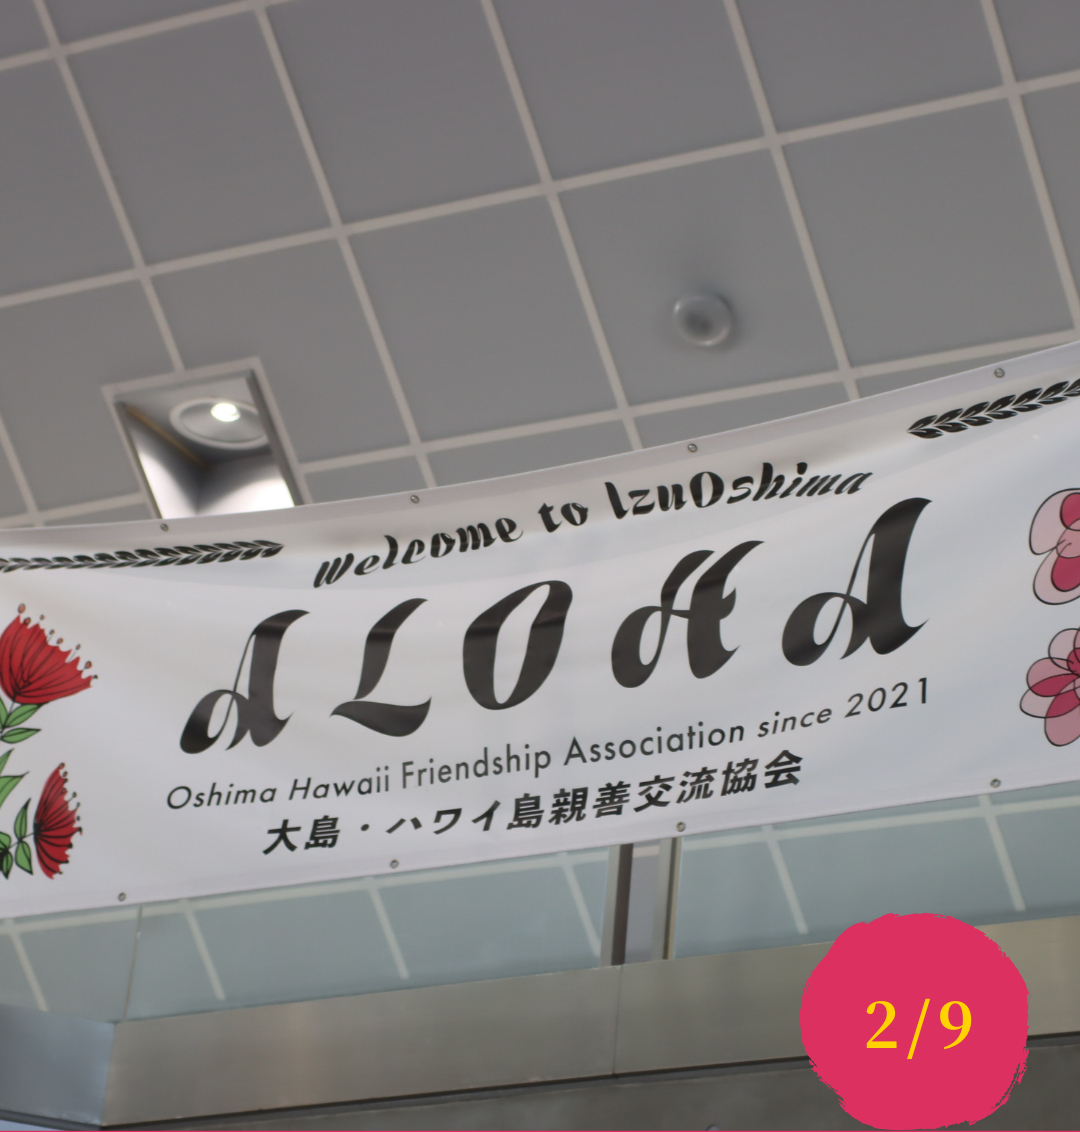 Welcome to IzuOshima
ALOHA
Oshima Hawaii Friendship Association since 2021
大島・ハワイ島親善交流協会
2/9